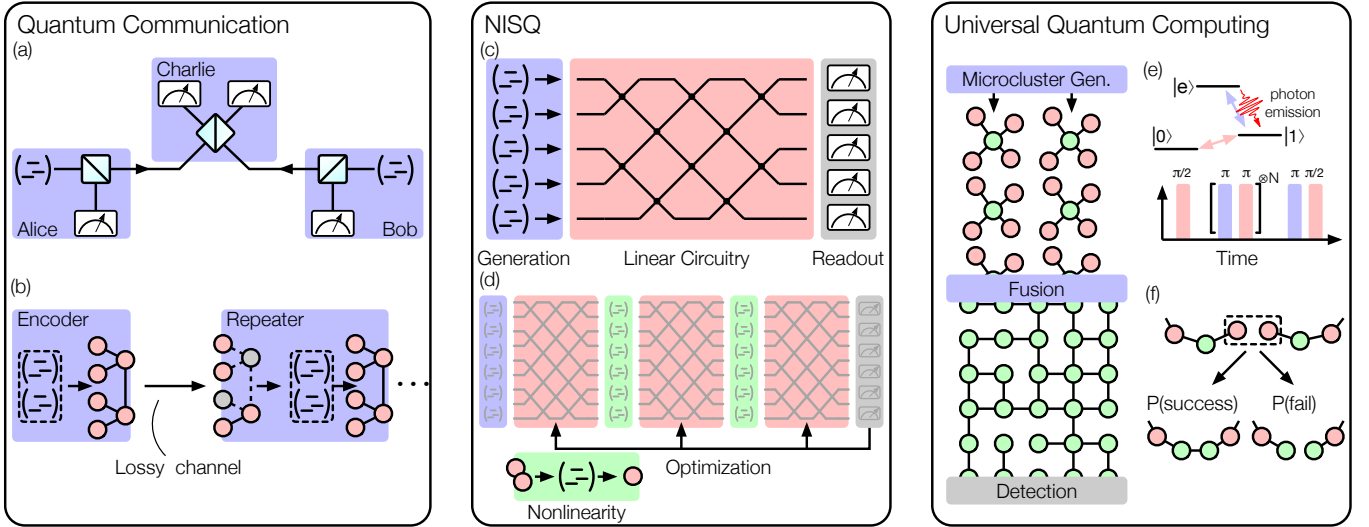 Quantum Communication
(a)
Charlie
Alice
Bob
(b)
Encoder
Repeater
Lossy channel
NISQ
(c)
Generation
Linear Circuitry
Readout
(d)
Optimization
Nonlinearity
Universal Quantum Computing
Microcluster Gen.
Fusion
Detection
(e)
|e⟩
photon
emission
|0⟩
|1⟩
π/2
π
π
⊗N
π
π/2
Time
(f)
P(success)
P(fail)